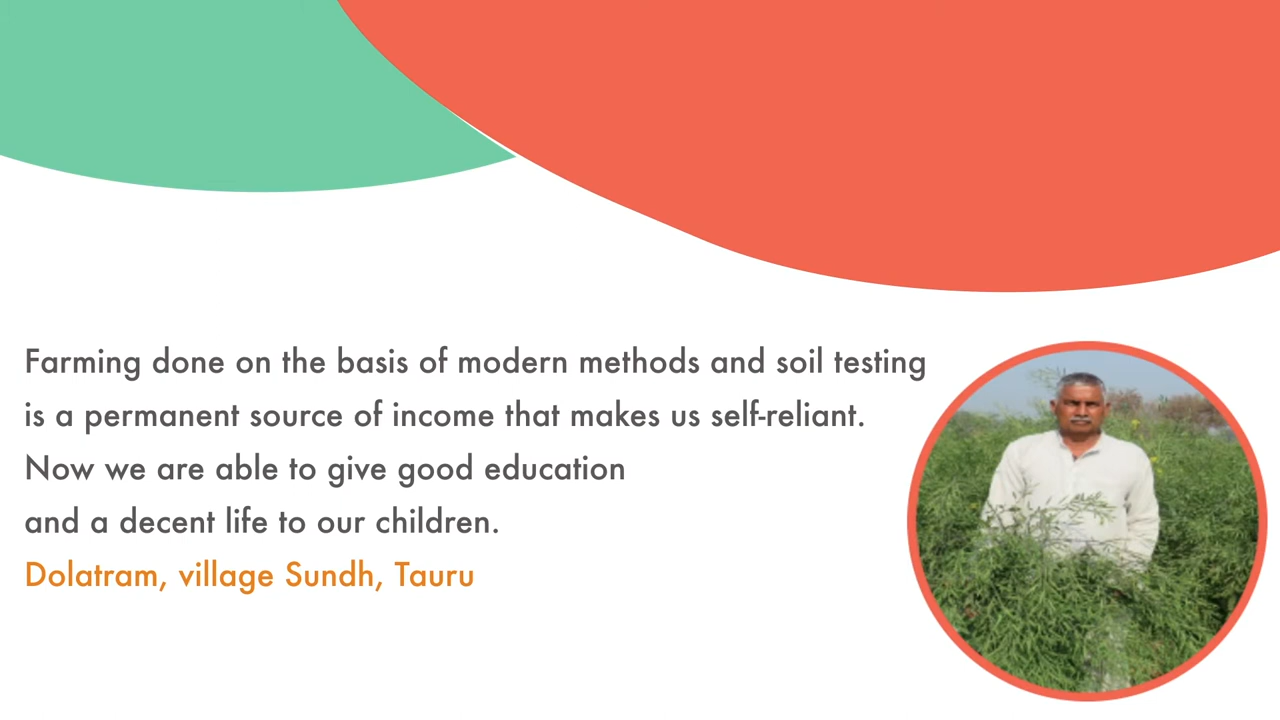 Farming done on the basis of modern methods and soil testing
is a permanent source of income that makes us self-reliant.
Now we are able to give good education
and a decent life to our children.
Dolatram, village Sundh, Tauru